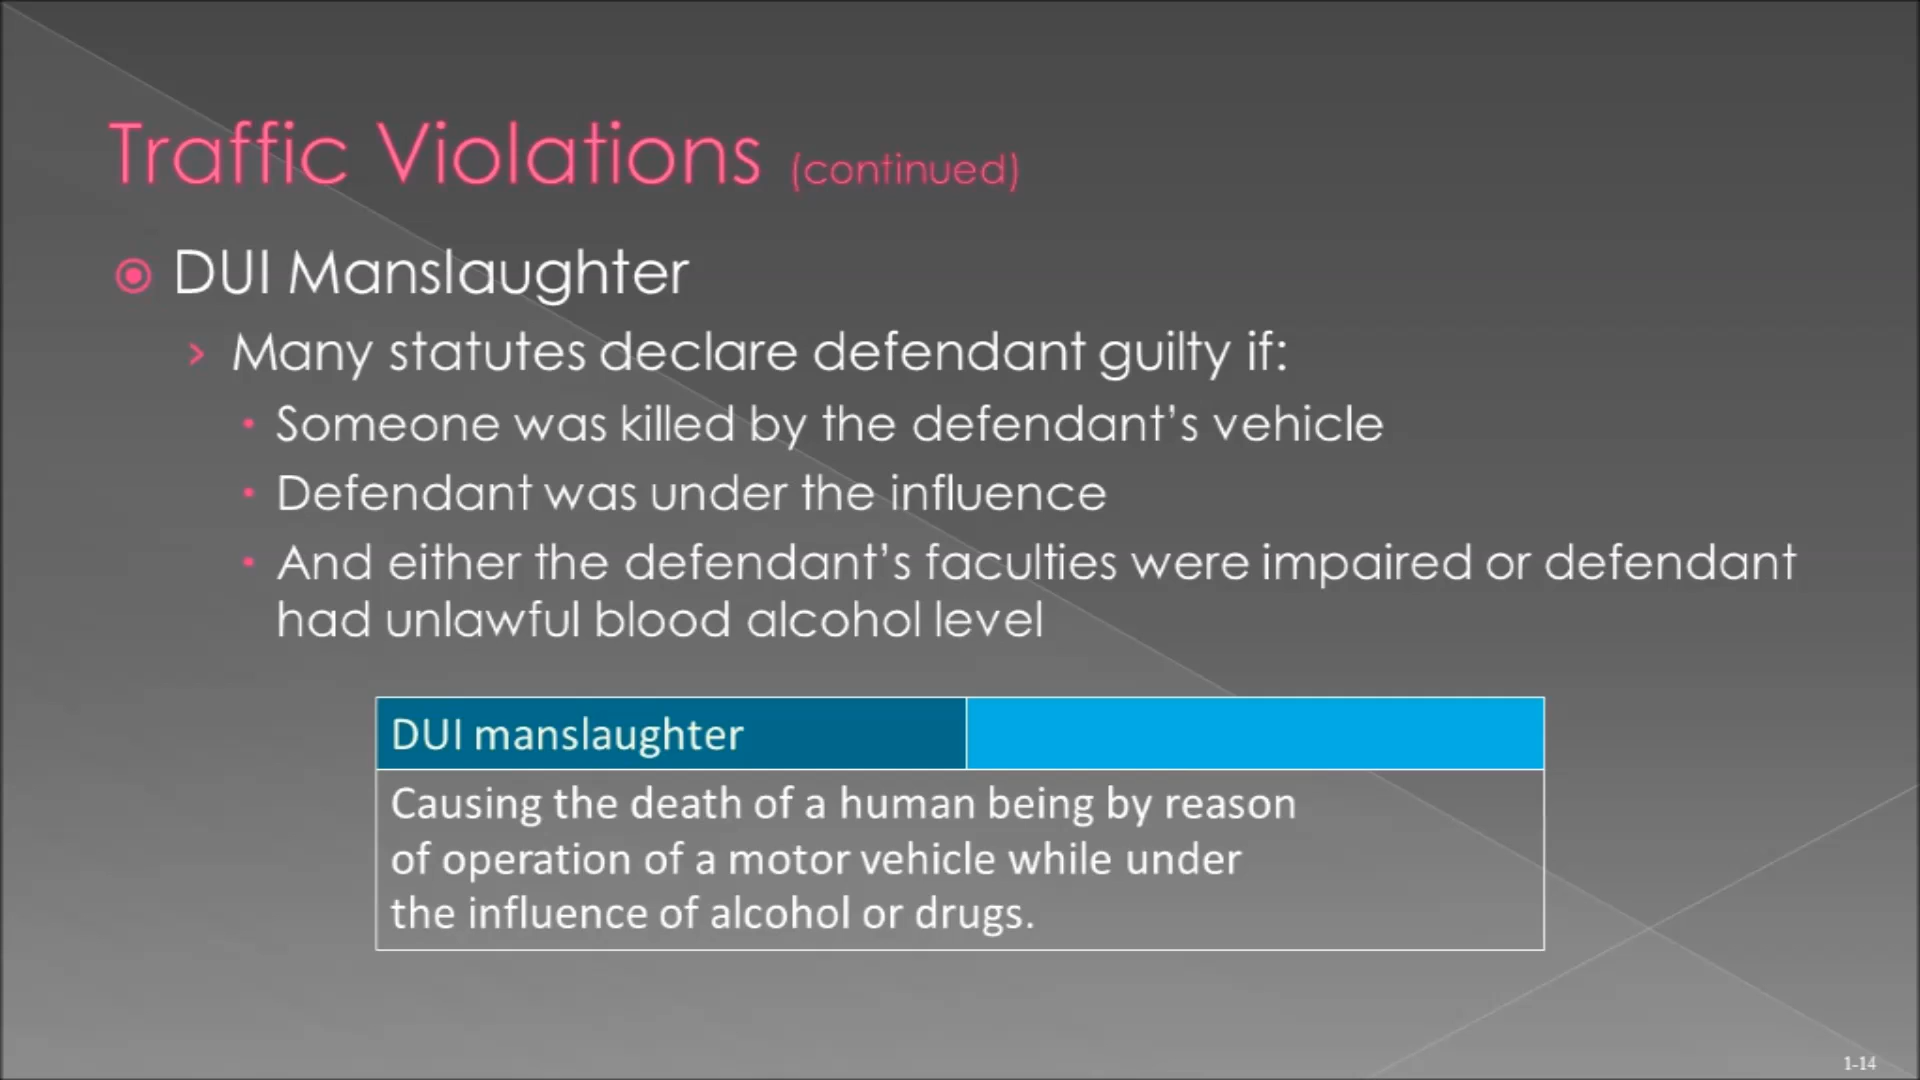 Traffic Violations (continued)
DUI Manslaughter
Many statutes declare defendant guilty if:
Someone was killed by the defendant’s vehicle
Defendant was under the influence
And either the defendant’s faculties were impaired or defendant
had unlawful blood alcohol level
DUI manslaughter
Causing the death of a human being by reason
of operation of a motor vehicle while under
the influence of alcohol or drugs.
1-14